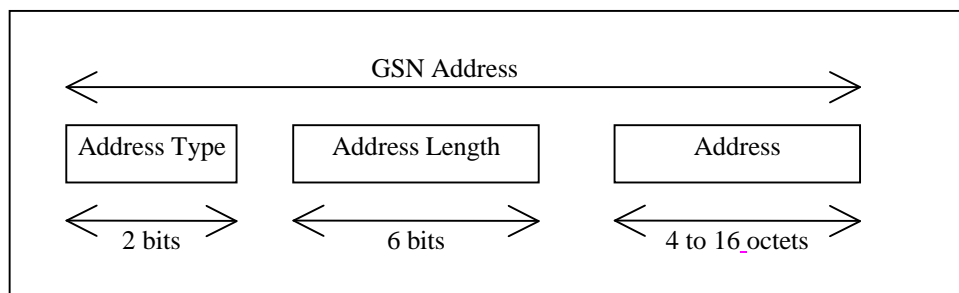 GSN Address
Address Type Address Length Address
2 bits 6 bits 4 to 16 octets